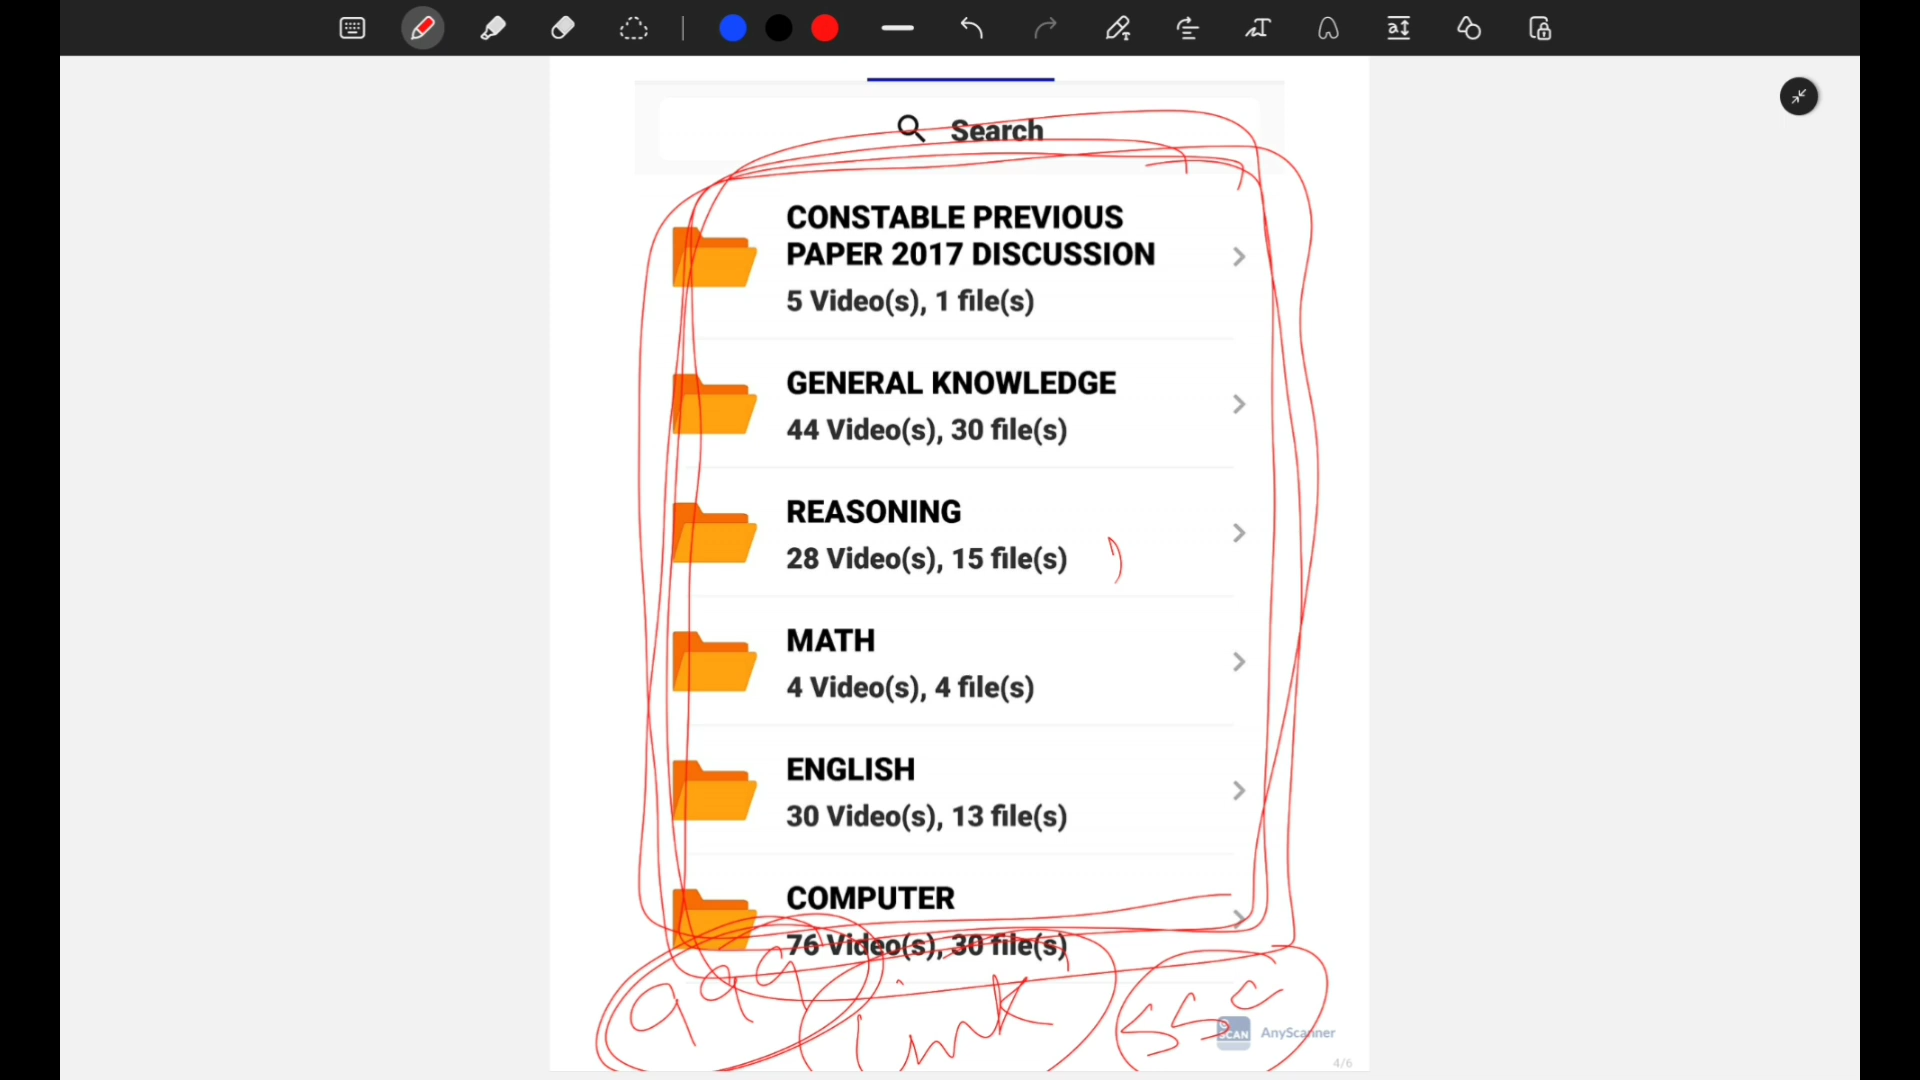 Search
CONSTABLE PREVIOUS
PAPER 2017 DISCUSSION
5 Video(s), 1 file(s)
GENERAL KNOWLEDGE
44 Video(s), 30 file(s)
REASONING
28 Video(s), 15 file(s)
MATH
4 Video(s), 4 file(s)
ENGLISH
30 Video(s), 13 file(s)
COMPUTER
76 Video(s), 30 file(s)
999 link SSC
SCAN AnyScanner
4/6